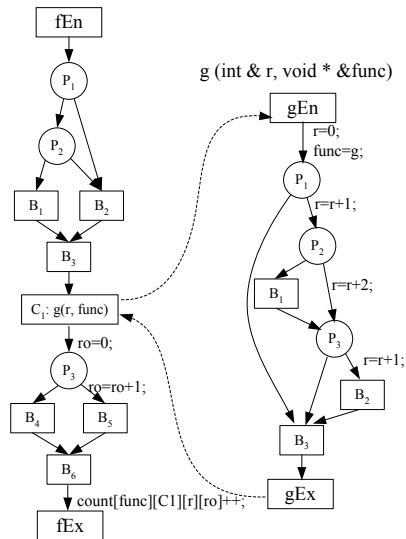 fEn
P1
P2
B1
B2
B3
C1: g(r, func)
ro=0;
P3
ro=ro+1;
B4
B5
B6
count[func][C1][r][ro]++;
fEx
g (int & r, void * &func)
gEn
r=0;
func=g;
P1
r=r+1;
P2
B1
r=r+2;
P3
r=r+1;
B2
B3
gEx